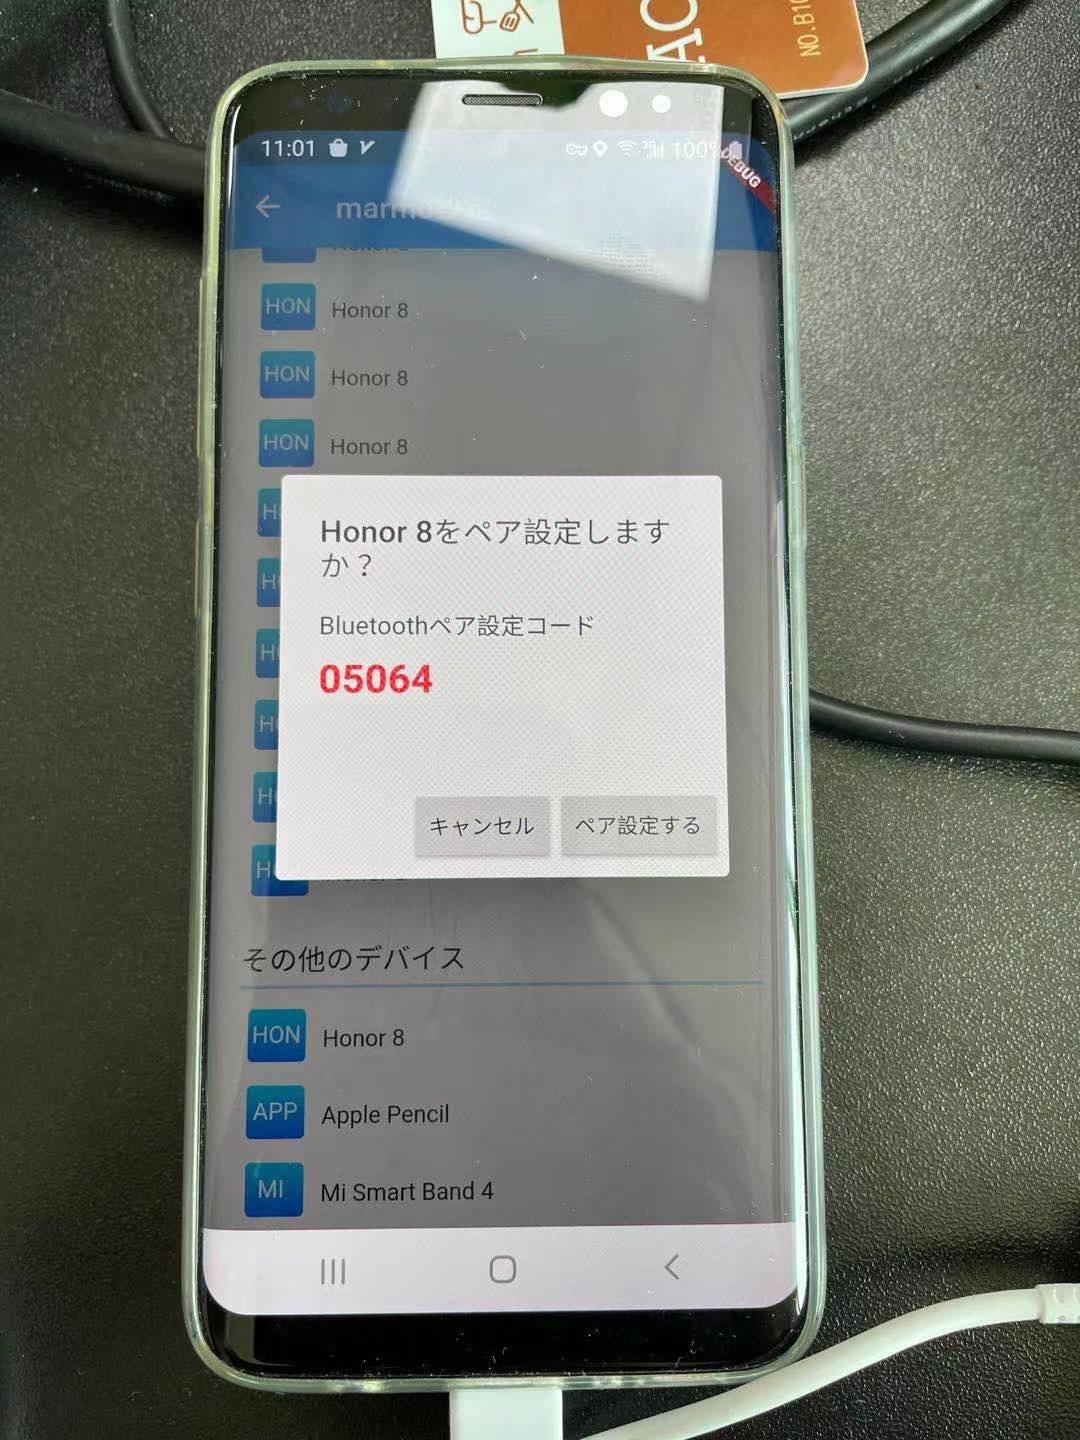 NO.B10
11:01
100%
DEBUG
HON Honor 8
HON Honor 8
HON Honor 8
Honor 8をペア設定します
か？
Bluetoothペア設定コード
05064
キャンセル ペア設定する
その他のデバイス
HON Honor 8
APP Apple Pencil
MI Mi Smart Band 4